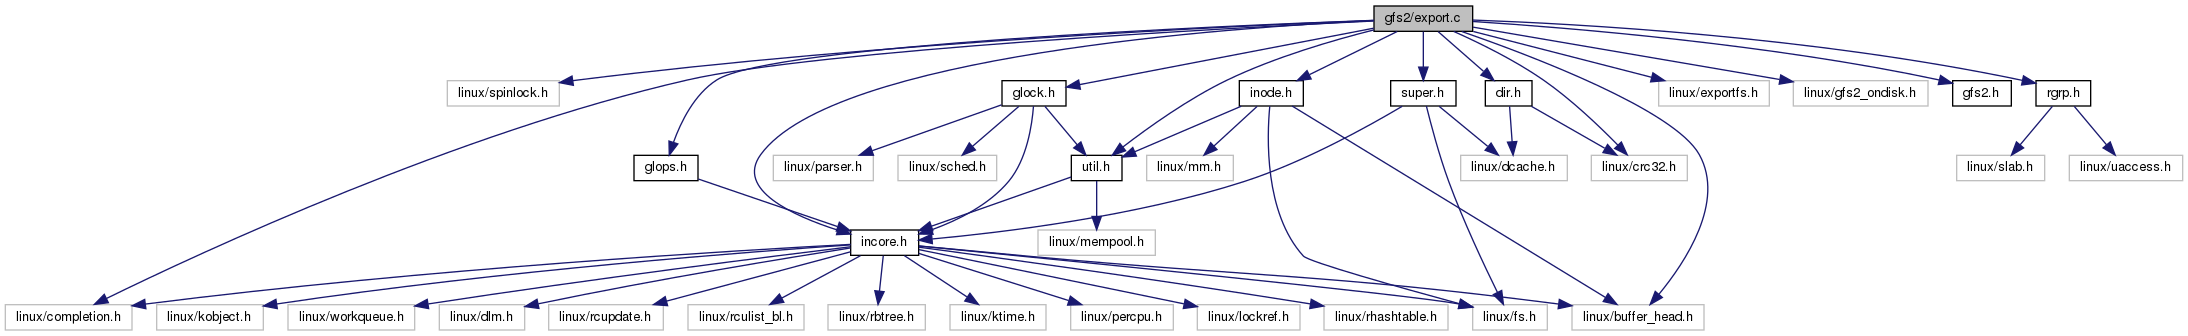 gfs2/export.c
linux/spinlock.h
glock.h
inode.h
super.h
dir.h
linux/exportfs.h
linux/gfs2_ondisk.h
gfs2.h
rgrp.h
glops.h
linux/parser.h
linux/sched.h
util.h
linux/mm.h
linux/dcache.h
linux/crc32.h
linux/slab.h
linux/uaccess.h
incore.h
linux/mempool.h
linux/completion.h
linux/kobject.h
linux/workqueue.h
linux/dlm.h
linux/rcupdate.h
linux/rculist_bl.h
linux/rbtree.h
linux/ktime.h
linux/percpu.h
linux/lockref.h
linux/rhashtable.h
linux/fs.h
linux/buffer_head.h